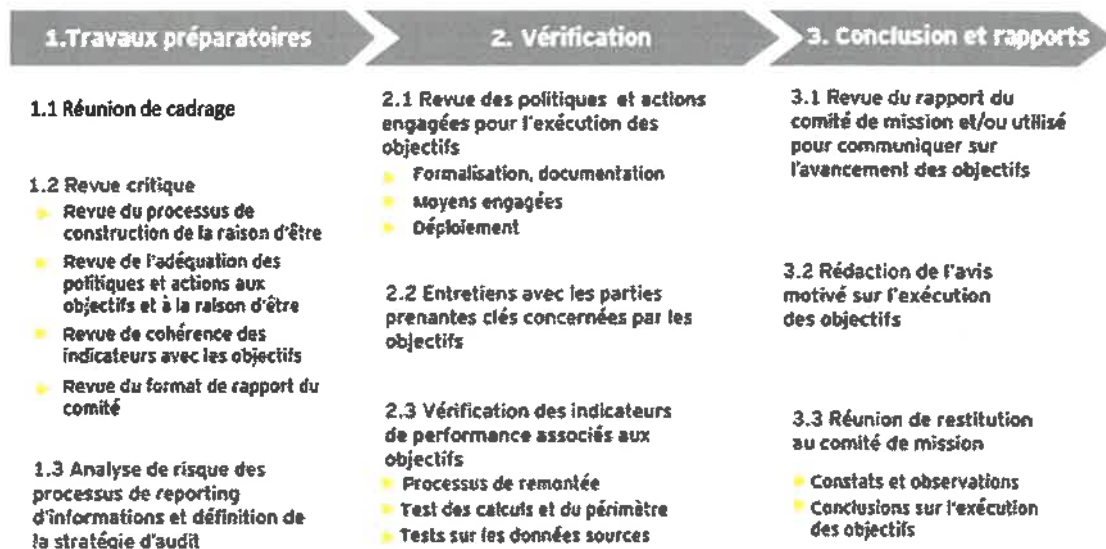 1.Travaux préparatoires
1.1 Réunion de cadrage
1.2 Revue critique
Revue du processus de
construction de la raison d'être
Revue de l'adéquation des
politiques et actions aux
objectifs et à la raison d'être
Revue de cohérence des
indicateurs avec les objectifs
Revue du format de rapport du
comité
1.3 Analyse de risque des
processus de reporting
d'informations et définition de
la stratégie d'audit
2. Vérification
2.1 Revue des politiques et actions
engagées pour l'exécution des
objectifs
Formalisation, documentation
Moyens engagées
Déploiement
2.2 Entretiens avec les parties
prenantes clés concernées par les
objectifs
2.3 Vérification des indicateurs
de performance associés aux
objectifs
Processus de remontée
Test des calculs et du périmètre
Tests sur les données sources
3. Conclusion et rapports
3.1 Revue du rapport du
comité de mission et/ou utilisé
pour communiquer sur
l'avancement des objectifs
3.2 Rédaction de l'avis
motivé sur l'exécution
des objectifs
3.3 Réunion de restitution
au comité de mission
Constats et observations
Conclusions sur l'exécution
des objectifs